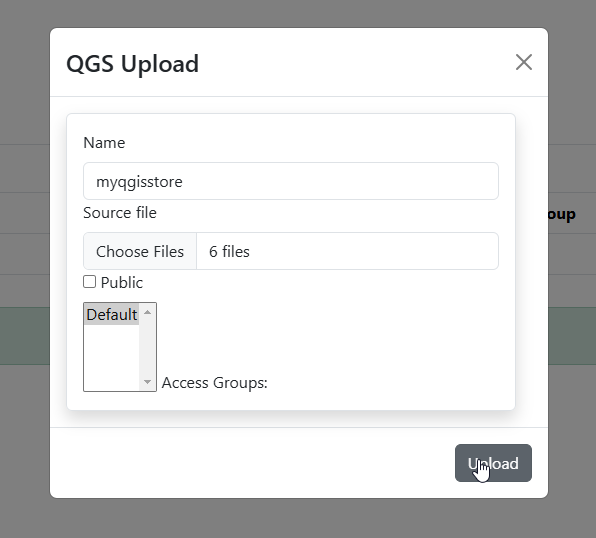 QGS Upload
Name
myqgisstore
Source file
Choose Files 6 files
Public
Default
Access Groups:
Upload
oup